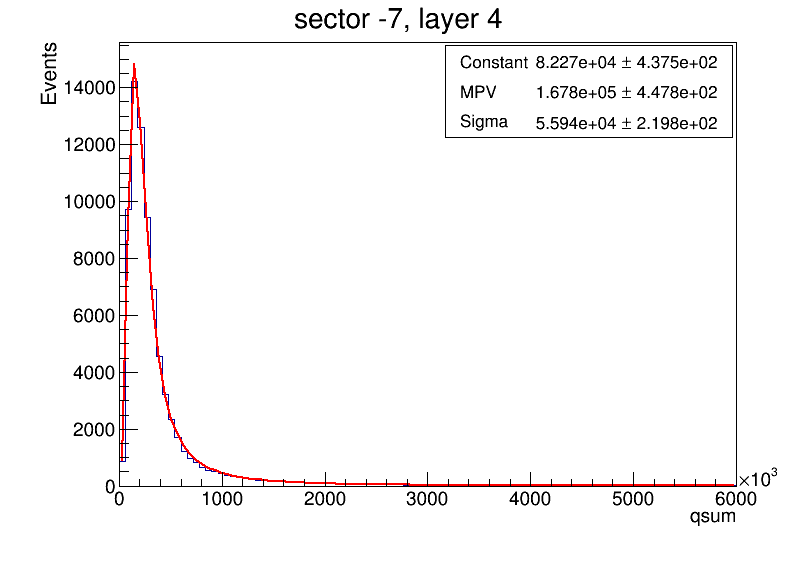 sector -7, layer 4
Events
Constant 8.227e+04 ± 4.375e+02
MPV 1.678e+05 ± 4.478e+02
Sigma 5.594e+04 ± 2.198e+02
14000
12000
10000
8000
6000
4000
2000
0
0 1000 2000 3000 4000 5000 6000
×10³
qsum